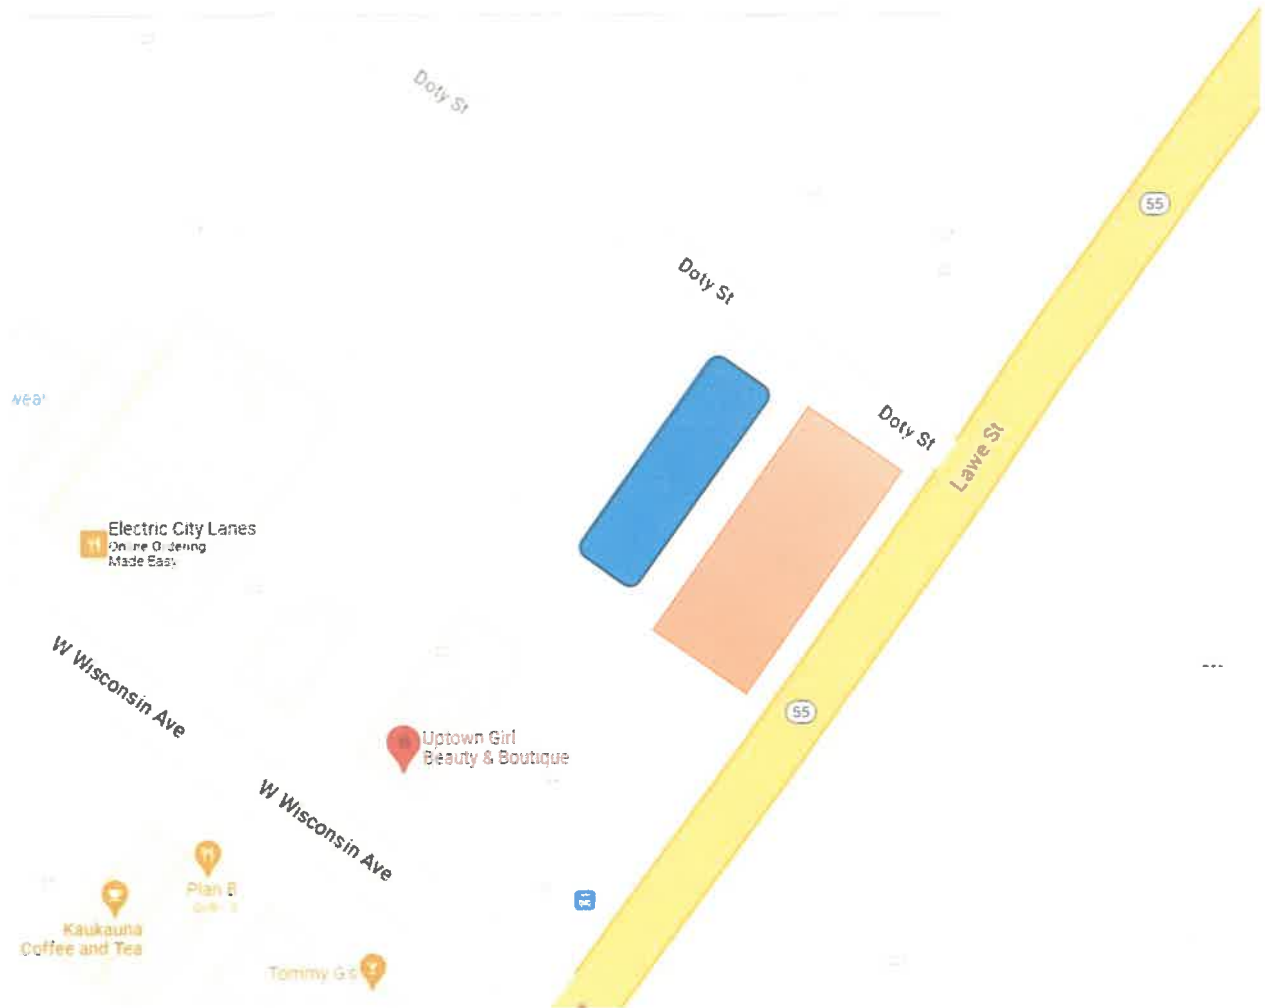 Doty St
55
Doty St
Doty St
Lawe St
Electric City Lanes
Online Ordering
Made Easy
W Wisconsin Ave
55
Uptown Girl
Beauty & Boutique
W Wisconsin Ave
Plan B
Kaukauna
Coffee and Tea
Tommy G's